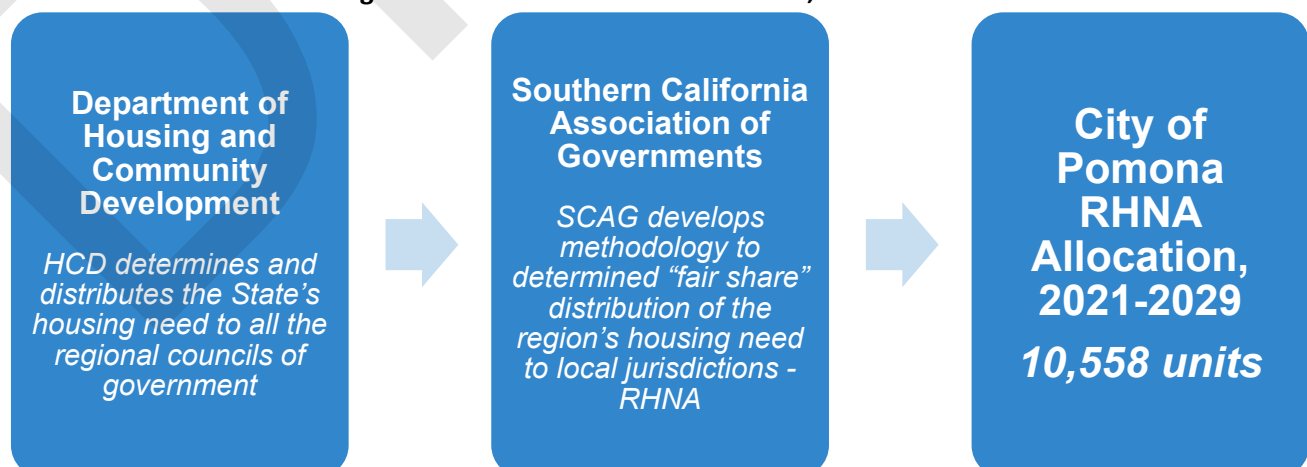 Department of
Housing and
Community
Development
HCD determines and
distributes the State's
housing need to all the
regional councils of
government
Southern California
Association of
Governments
SCAG develops
methodology to
determined “fair share”
distribution of the
region’s housing need
to local jurisdictions -
RHNA
City of
Pomona
RHNA
Allocation,
2021-2029
10,558 units